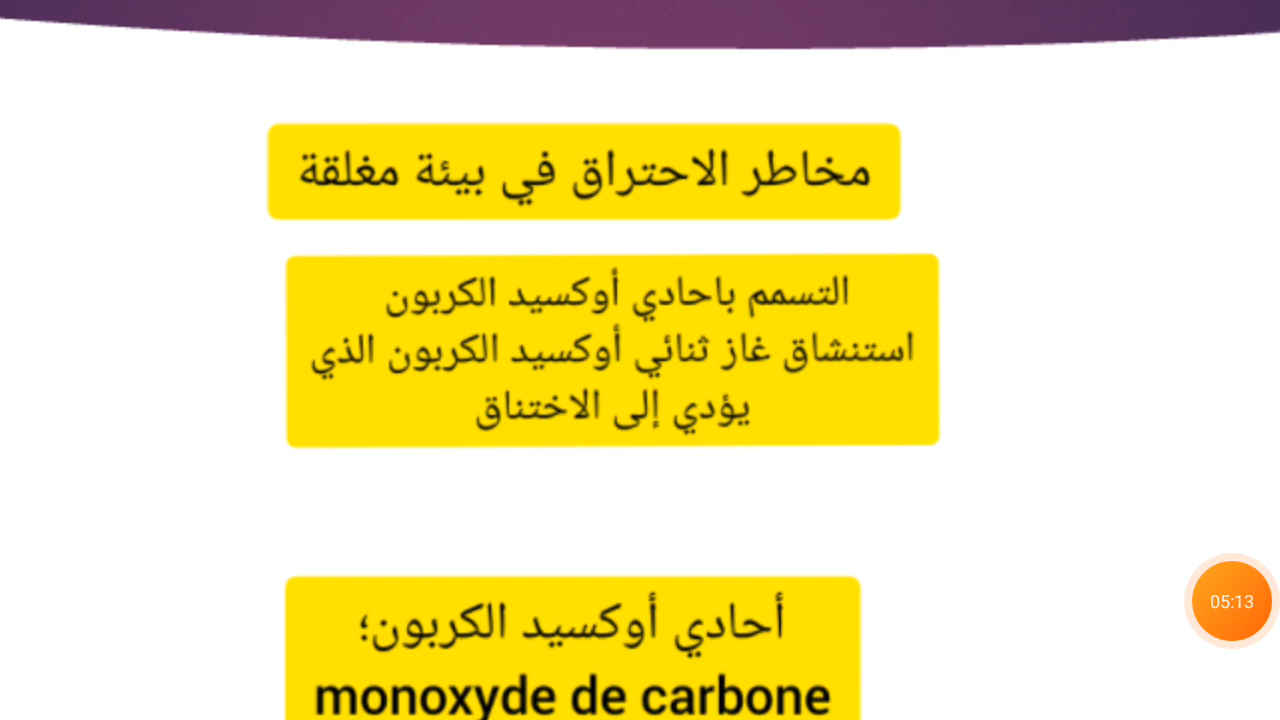 مخاطر الاحتراق في بيئة مغلقة
التسمم باحادي أوكسيد الكربون
استنشاق غاز ثنائي أوكسيد الكربون الذي
يؤدي إلى الاختناق
أحادي أوكسيد الكربون؛
monoxyde de carbone
05:13